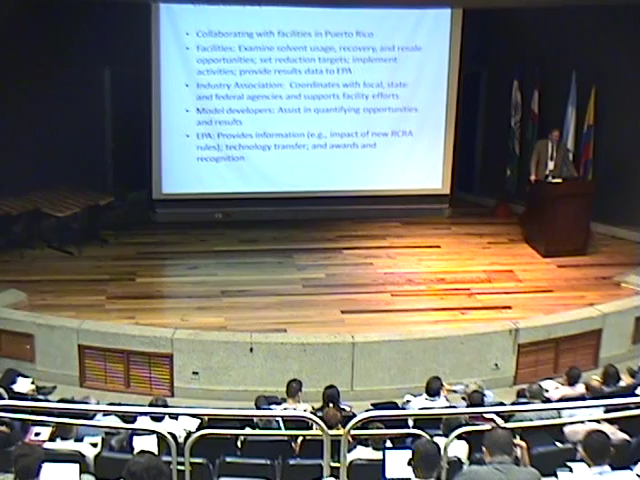 • Collaborating with facilities in Puerto Rico
• Facilities: Examine solvent usage, recovery, and resale
opportunities; set reduction targets; implement
activities; provide results data to EPA
• Industry Association: Coordinates with local, state
and federal agencies and supports facility efforts
• Model developers: Assist in quantifying opportunities
and results
• EPA: Provides information (e.g., impact of new RCRA
rules); technology transfer; and awards and
recognition